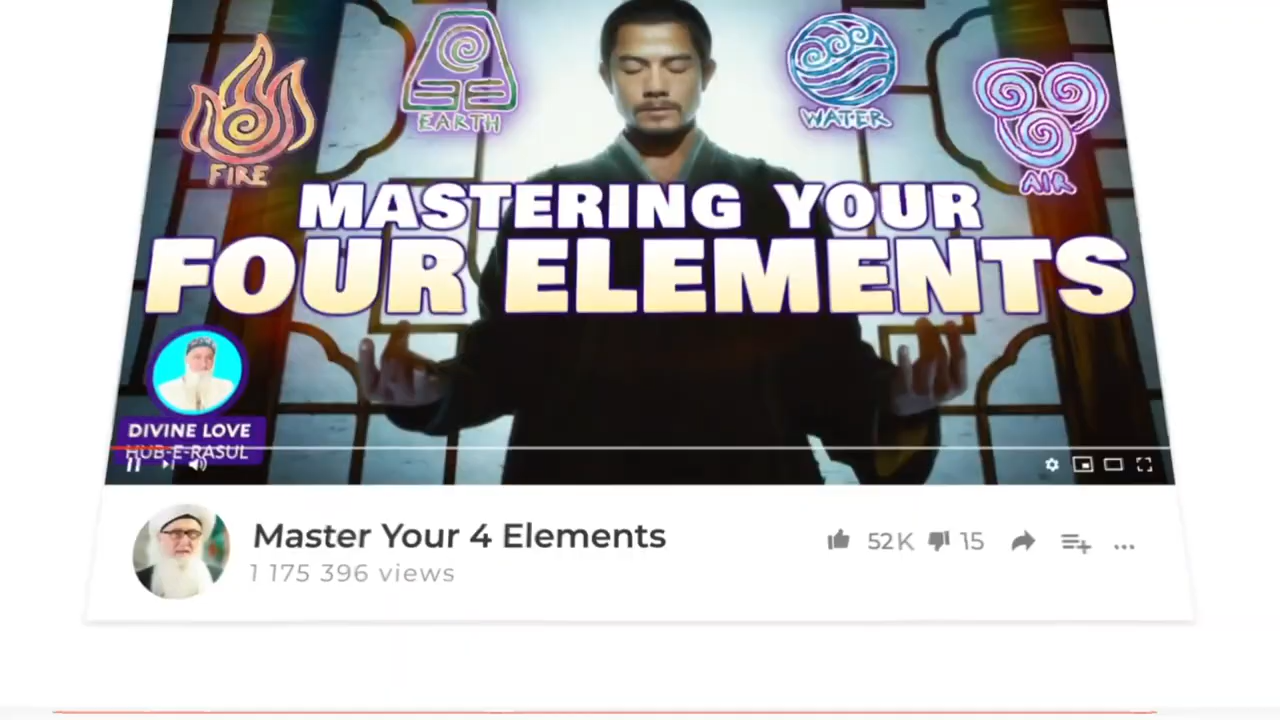 FIRE
EARTH
WATER
AIR
MASTERING YOUR
FOUR ELEMENTS
DIVINE LOVE
HUB-E-RASUL
Master Your 4 Elements
1 175 396 views
52K
15